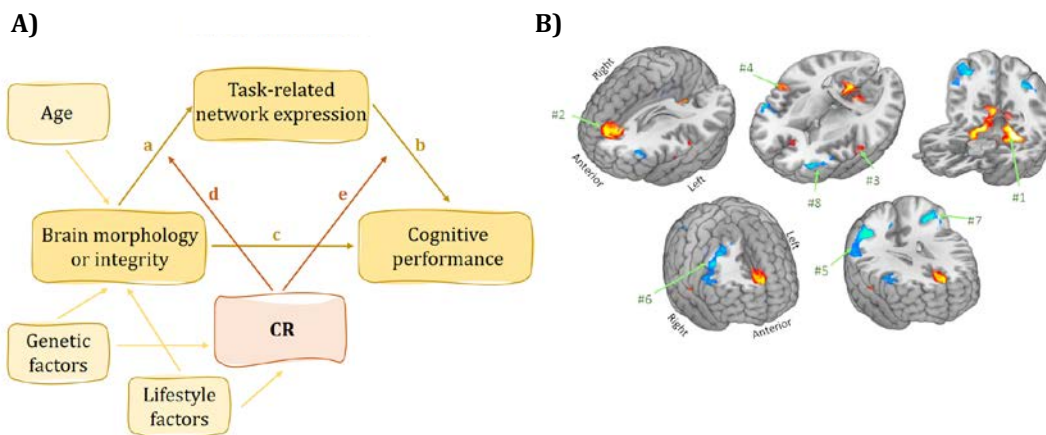 A)
Age
Task-related
network expression
a
b
d
e
Brain morphology
or integrity
c
Cognitive
performance
CR
Genetic
factors
Lifestyle
factors
B)
Right
#2
Anterior
Left
#4
#3
#8
#1
Left
#6
Right
Anterior
#7
#5